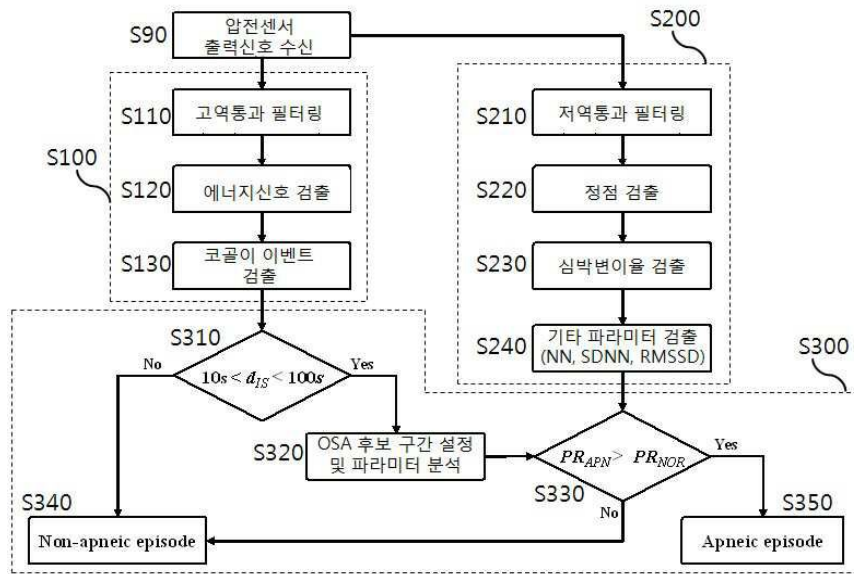 S90
압전센서
출력신호 수신
S200
S100
S110
고역통과 필터링
S120
에너지신호 검출
S130
코골이 이벤트
검출
S210
저역통과 필터링
S220
정점 검출
S230
심박변이율 검출
S240
기타 파라미터 검출
(NN, SDNN, RMSSD)
S300
S310
10s < d_IS < 100s
No
Yes
S320
OSA 후보 구간 설정
및 파라미터 분석
PR_APN > PR_NOR
S330
Yes
No
S340
Non-apneic episode
S350
Apneic episode